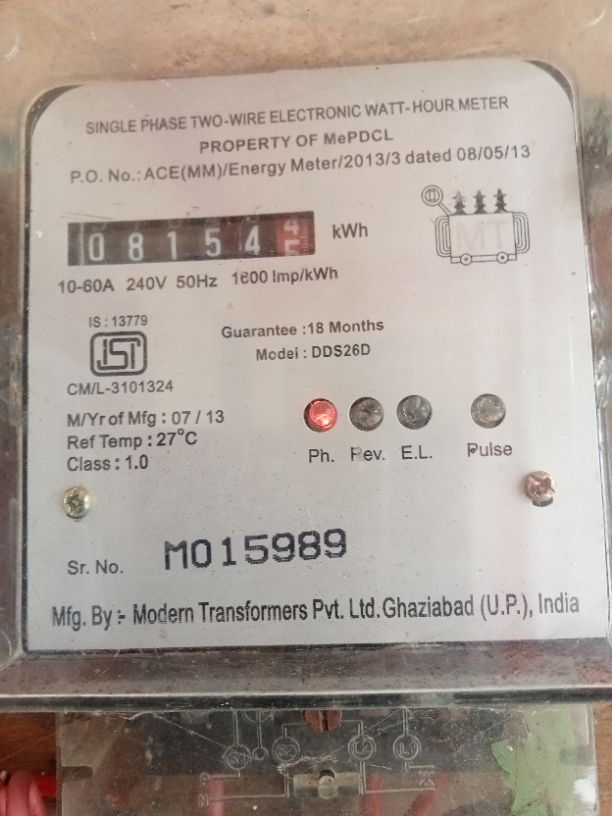 SINGLE PHASE TWO-WIRE ELECTRONIC WATT-HOUR METER
PROPERTY OF MePDCL
P.O. No.: ACE(MM)/Energy Meter/2013/3 dated 08/05/13
08154 kWh
MT
10-60A 240V 50Hz 1600 Imp/kWh
IS : 13779
Guarantee :18 Months
Model : DDS26D
CM/L-3101324
M/Yr of Mfg : 07 / 13
Ref Temp : 27°C
Class : 1.0
Ph. Rev. E.L. Pulse
Sr. No. M015989
Mfg. By :- Modern Transformers Pvt. Ltd. Ghaziabad (U.P.), India